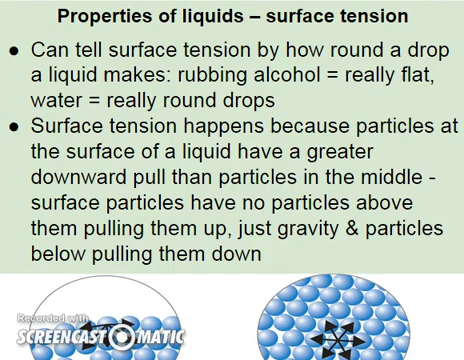 Properties of liquids – surface tension
● Can tell surface tension by how round a drop
a liquid makes: rubbing alcohol = really flat,
water = really round drops
● Surface tension happens because particles at
the surface of a liquid have a greater
downward pull than particles in the middle -
surface particles have no particles above
them pulling them up, just gravity & particles
below pulling them down
Recorded with
SCREENCAST MATIC